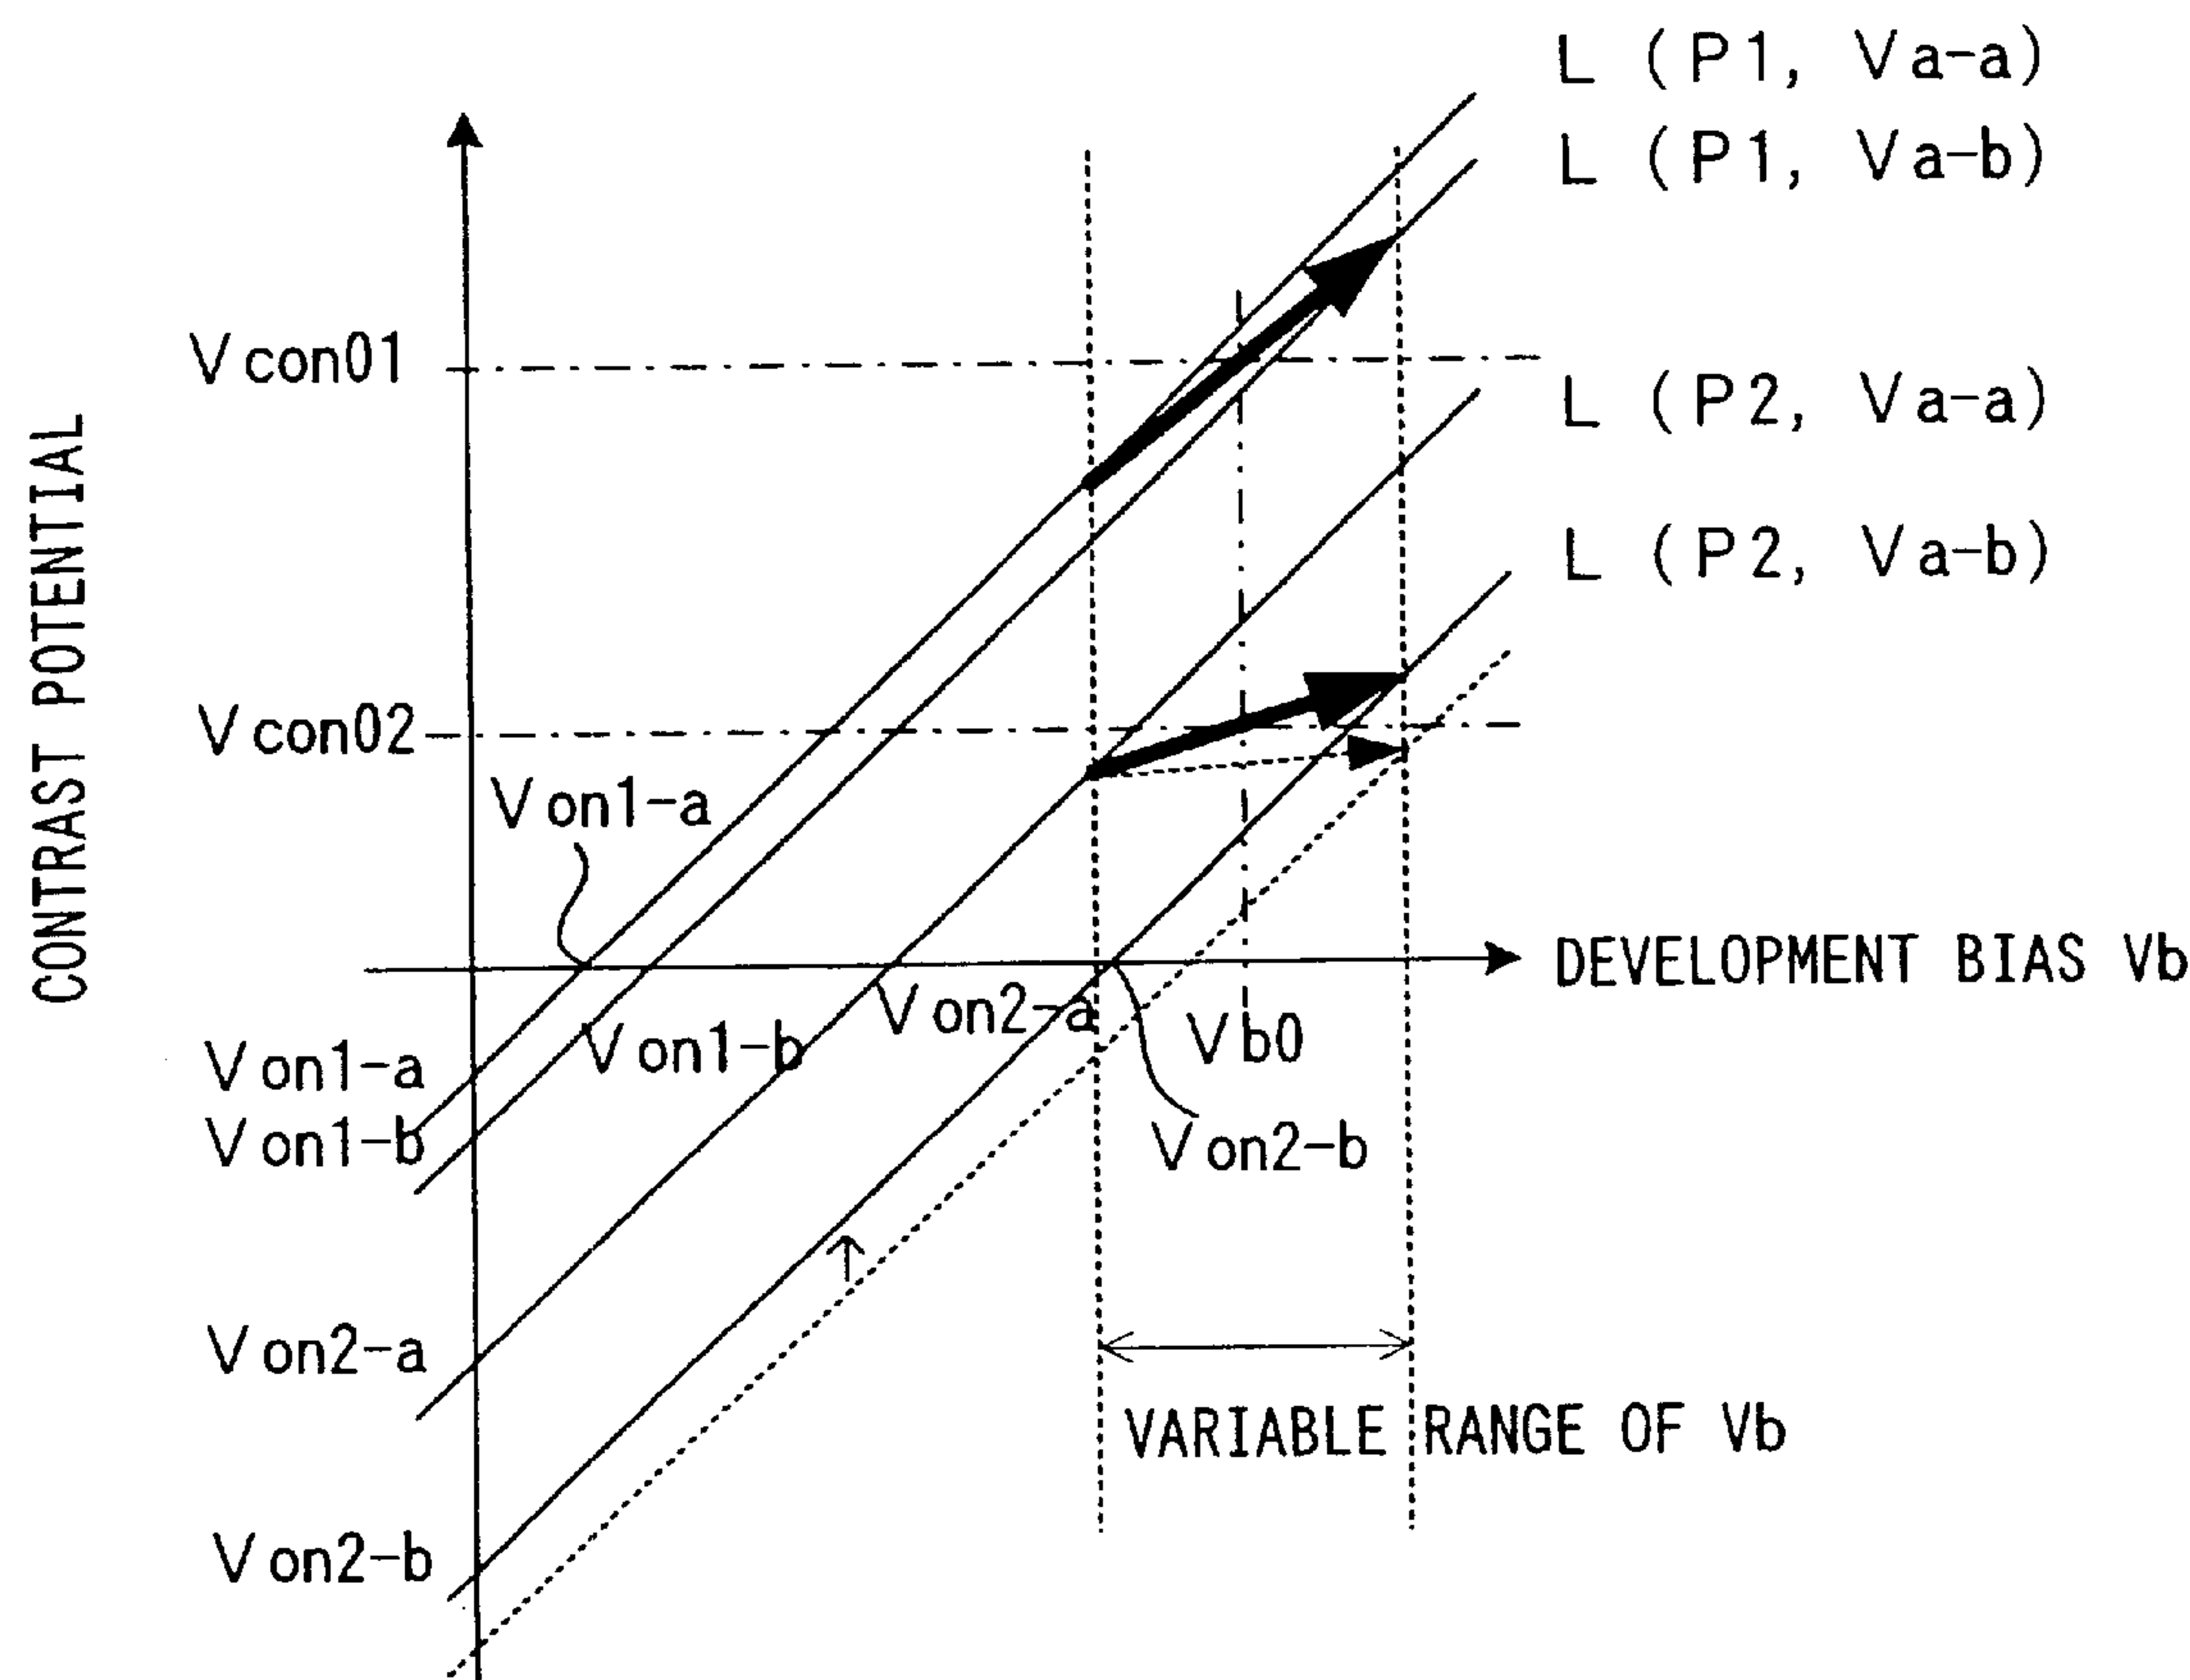 L (P1, Va-a)
L (P1, Va-b)
Vcon01
L (P2, Va-a)
L (P2, Va-b)
CONTRAST POTENTIAL
Vcon02
Von1-a
DEVELOPMENT BIAS Vb
Von2-a
Von1-b
Vb0
Von1-a
Von1-b
Von2-b
Von2-a
VARIABLE RANGE OF Vb
Von2-b